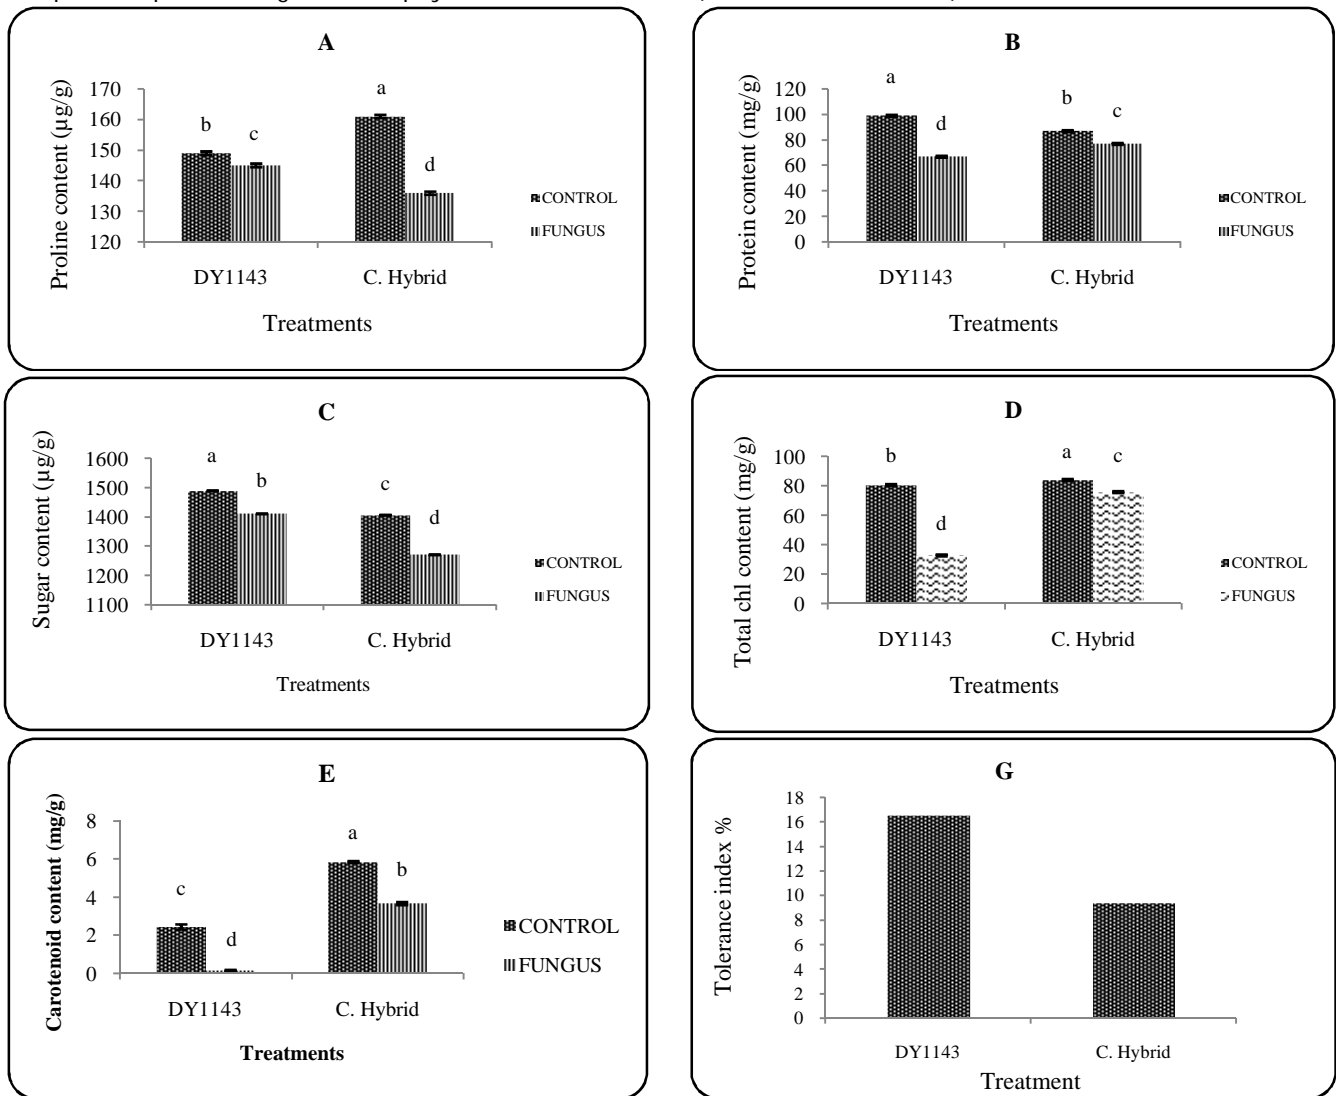 A
Proline content (µg/g)
170
160
150
140
130
120
b
c
a
d
CONTROL
FUNGUS
DY1143
C. Hybrid
Treatments
B
Protein content (mg/g)
120
100
80
60
40
20
0
a
d
b
c
CONTROL
FUNGUS
DY1143
C. Hybrid
Treatments
C
Sugar content (µg/g)
1600
1500
1400
1300
1200
1100
a
b
c
d
CONTROL
FUNGUS
DY1143
C. Hybrid
Treatments
D
Total chl content (mg/g)
100
80
60
40
20
0
b
d
a
c
CONTROL
FUNGUS
DY1143
C. Hybrid
Treatments
E
Carotenoid content (mg/g)
8
6
4
2
0
c
d
a
b
CONTROL
FUNGUS
DY1143
C. Hybrid
Treatments
G
Tolerance index %
18
16
14
12
10
8
6
4
2
0
DY1143
C. Hybrid
Treatment